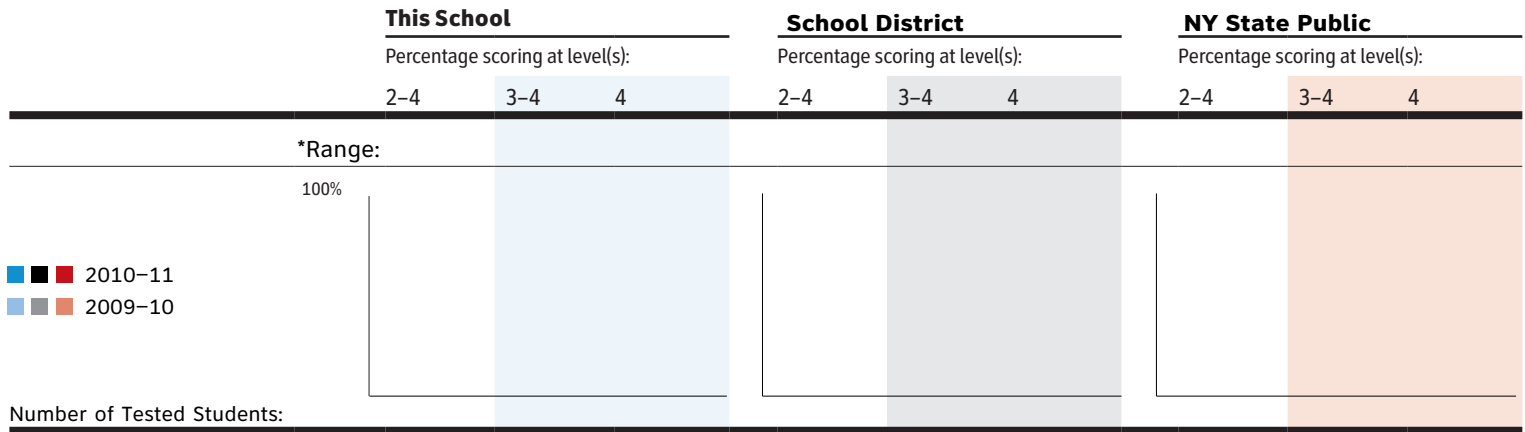 This School School District NY State Public
Percentage scoring at level(s): Percentage scoring at level(s): Percentage scoring at level(s):
2–4 3–4 4 2–4 3–4 4 2–4 3–4 4
*Range:
100%
2010–11
2009–10
Number of Tested Students: